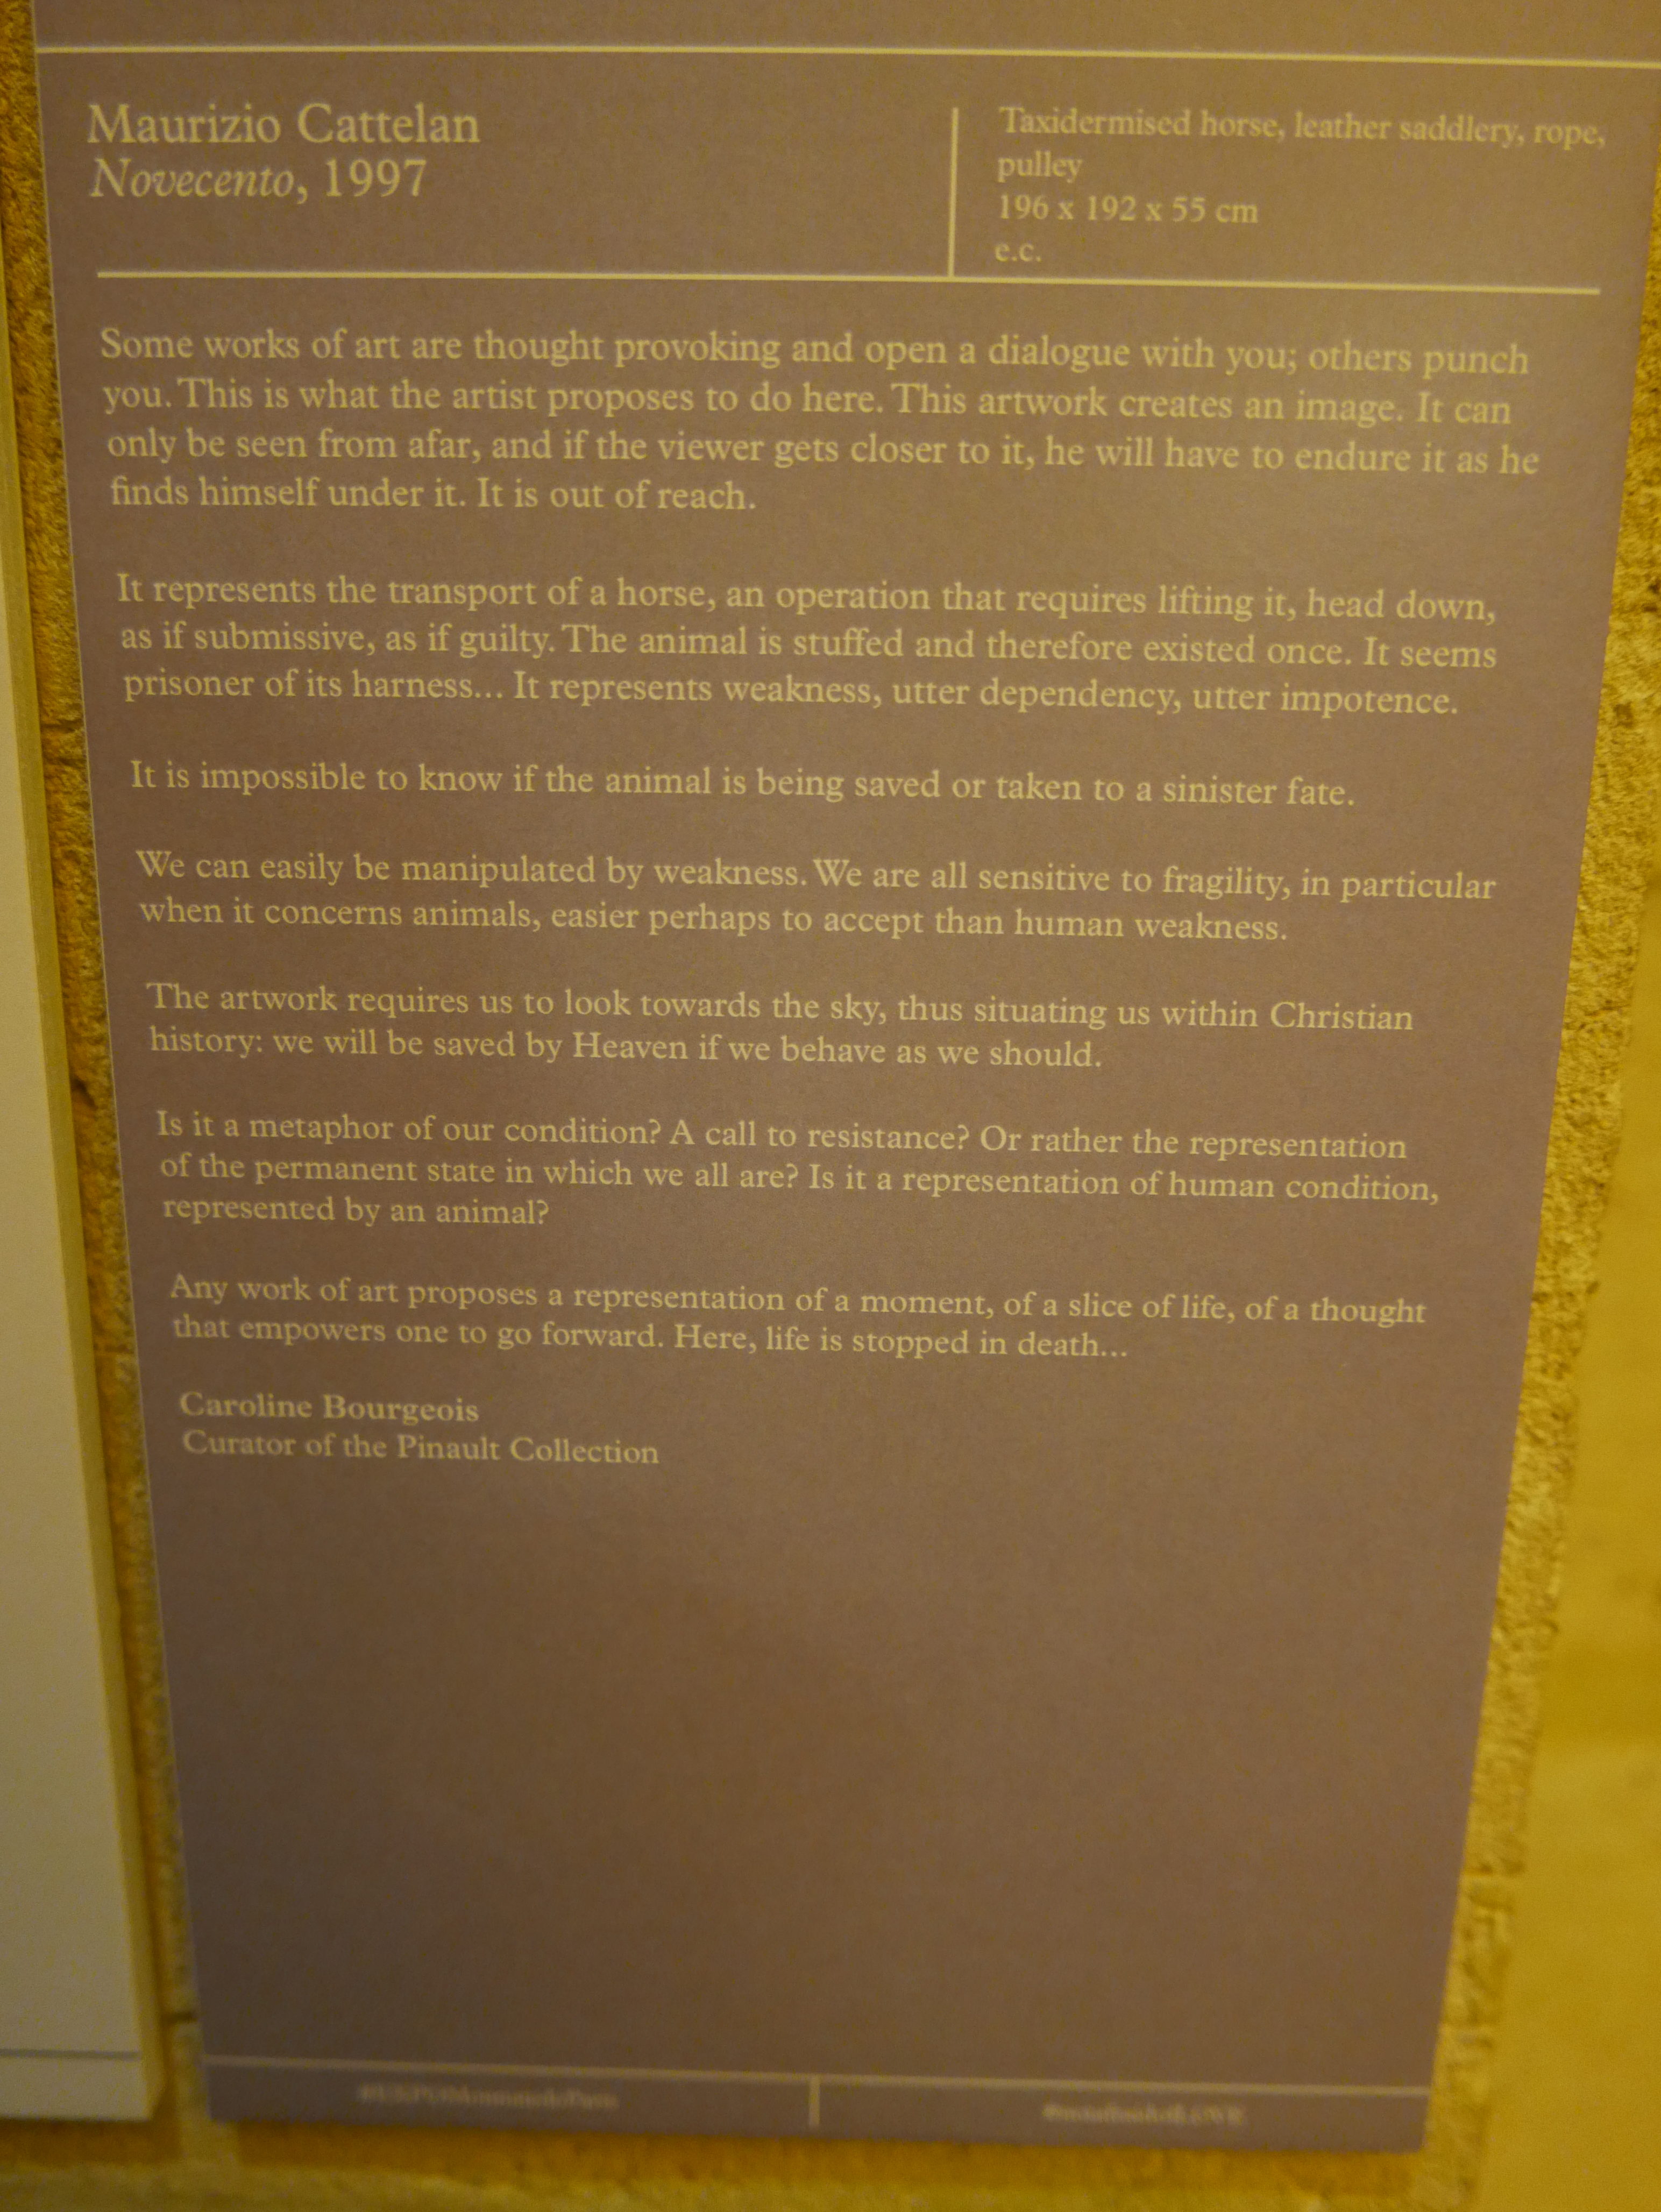 Maurizio Cattelan
Novecento, 1997
Taxidermised horse, leather saddlery, rope,
pulley
196 x 192 x 55 cm
e.c.
Some works of art are thought provoking and open a dialogue with you; others punch
you. This is what the artist proposes to do here. This artwork creates an image. It can
only be seen from afar, and if the viewer gets closer to it, he will have to endure it as he
finds himself under it. It is out of reach.
It represents the transport of a horse, an operation that requires lifting it, head down,
as if submissive, as if guilty. The animal is stuffed and therefore existed once. It seems
prisoner of its harness... It represents weakness, utter dependency, utter impotence.
It is impossible to know if the animal is being saved or taken to a sinister fate.
We can easily be manipulated by weakness. We are all sensitive to fragility, in particular
when it concerns animals, easier perhaps to accept than human weakness.
The artwork requires us to look towards the sky, thus situating us within Christian
history: we will be saved by Heaven if we behave as we should.
Is it a metaphor of our condition? A call to resistance? Or rather the representation
of the permanent state in which we all are? Is it a representation of human condition,
represented by an animal?
Any work of art proposes a representation of a moment, of a slice of life, of a thought
that empowers one to go forward. Here, life is stopped in death...
Caroline Bourgeois
Curator of the Pinault Collection